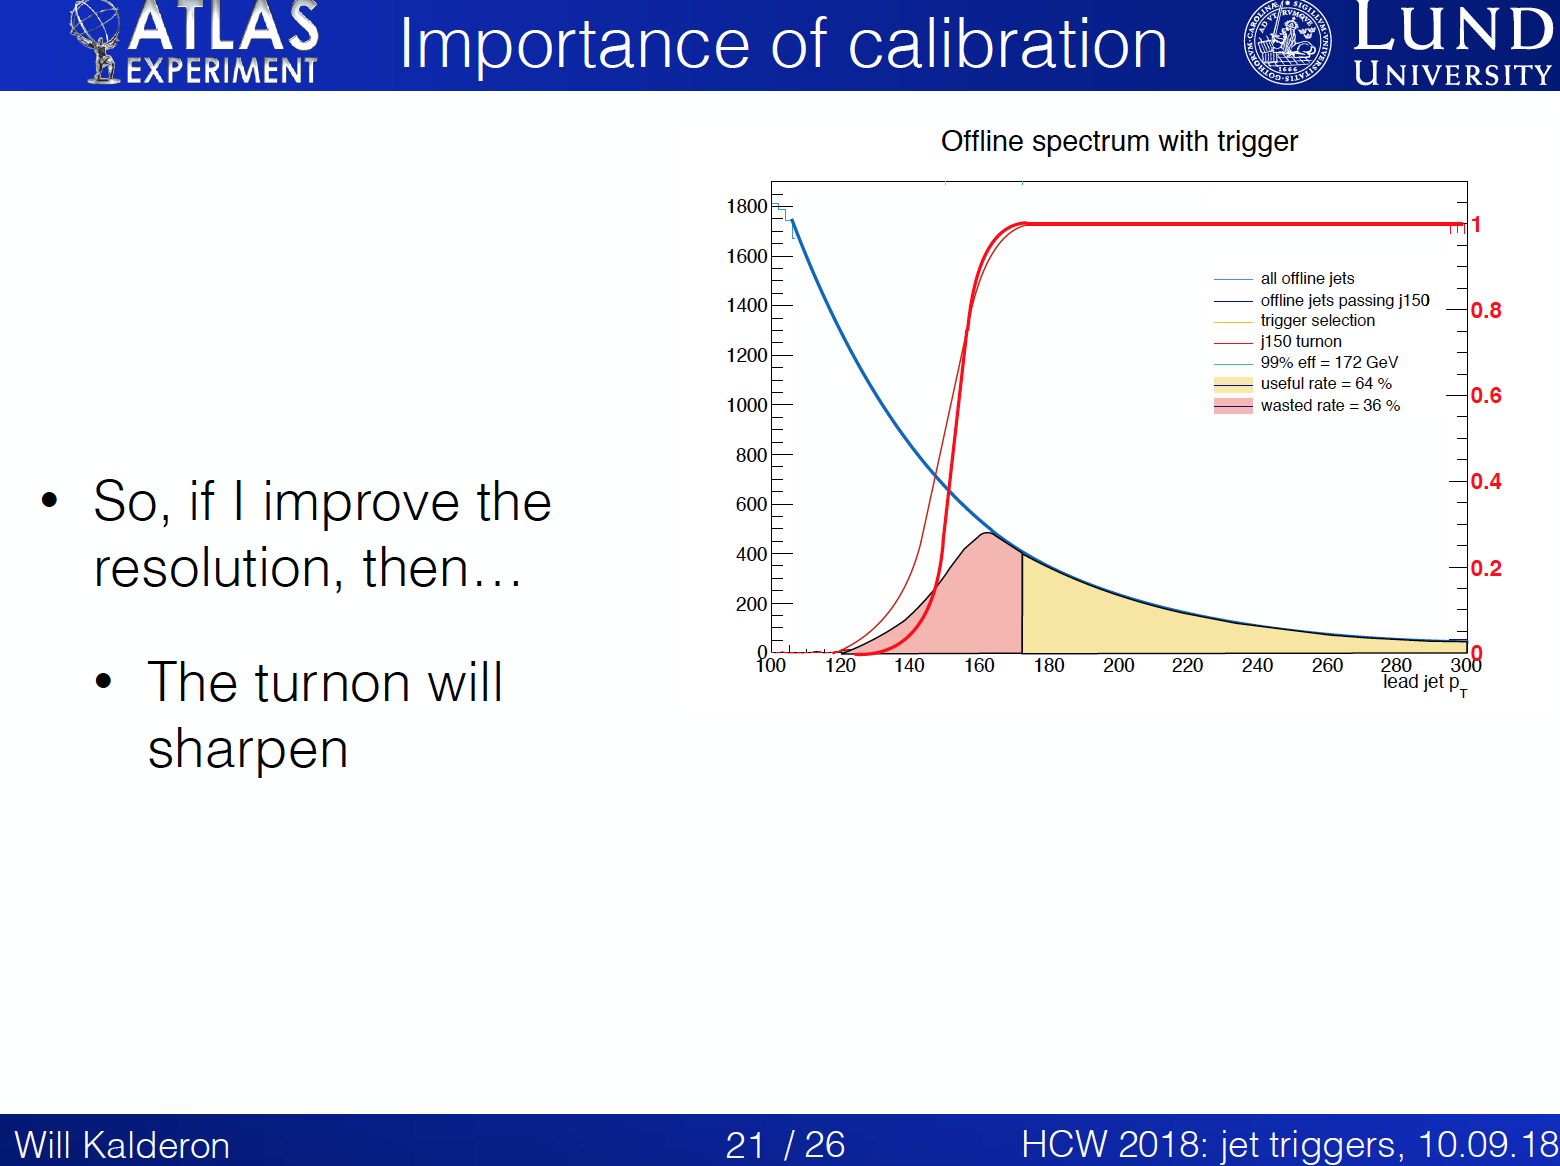 ATLAS
EXPERIMENT
Importance of calibration
LUND
UNIVERSITY
Offline spectrum with trigger
1800
1600
1400
1200
1000
800
600
400
200
0
1
0.8
0.6
0.4
0.2
0
all offline jets
offline jets passing j150
trigger selection
j150 turnon
99% eff = 172 GeV
useful rate = 64 %
wasted rate = 36 %
100 120 140 160 180 200 220 240 260 280 300
lead jet pT
• So, if I improve the
resolution, then…
• The turnon will
sharpen
Will Kalderon
21 / 26
HCW 2018: jet triggers, 10.09.18